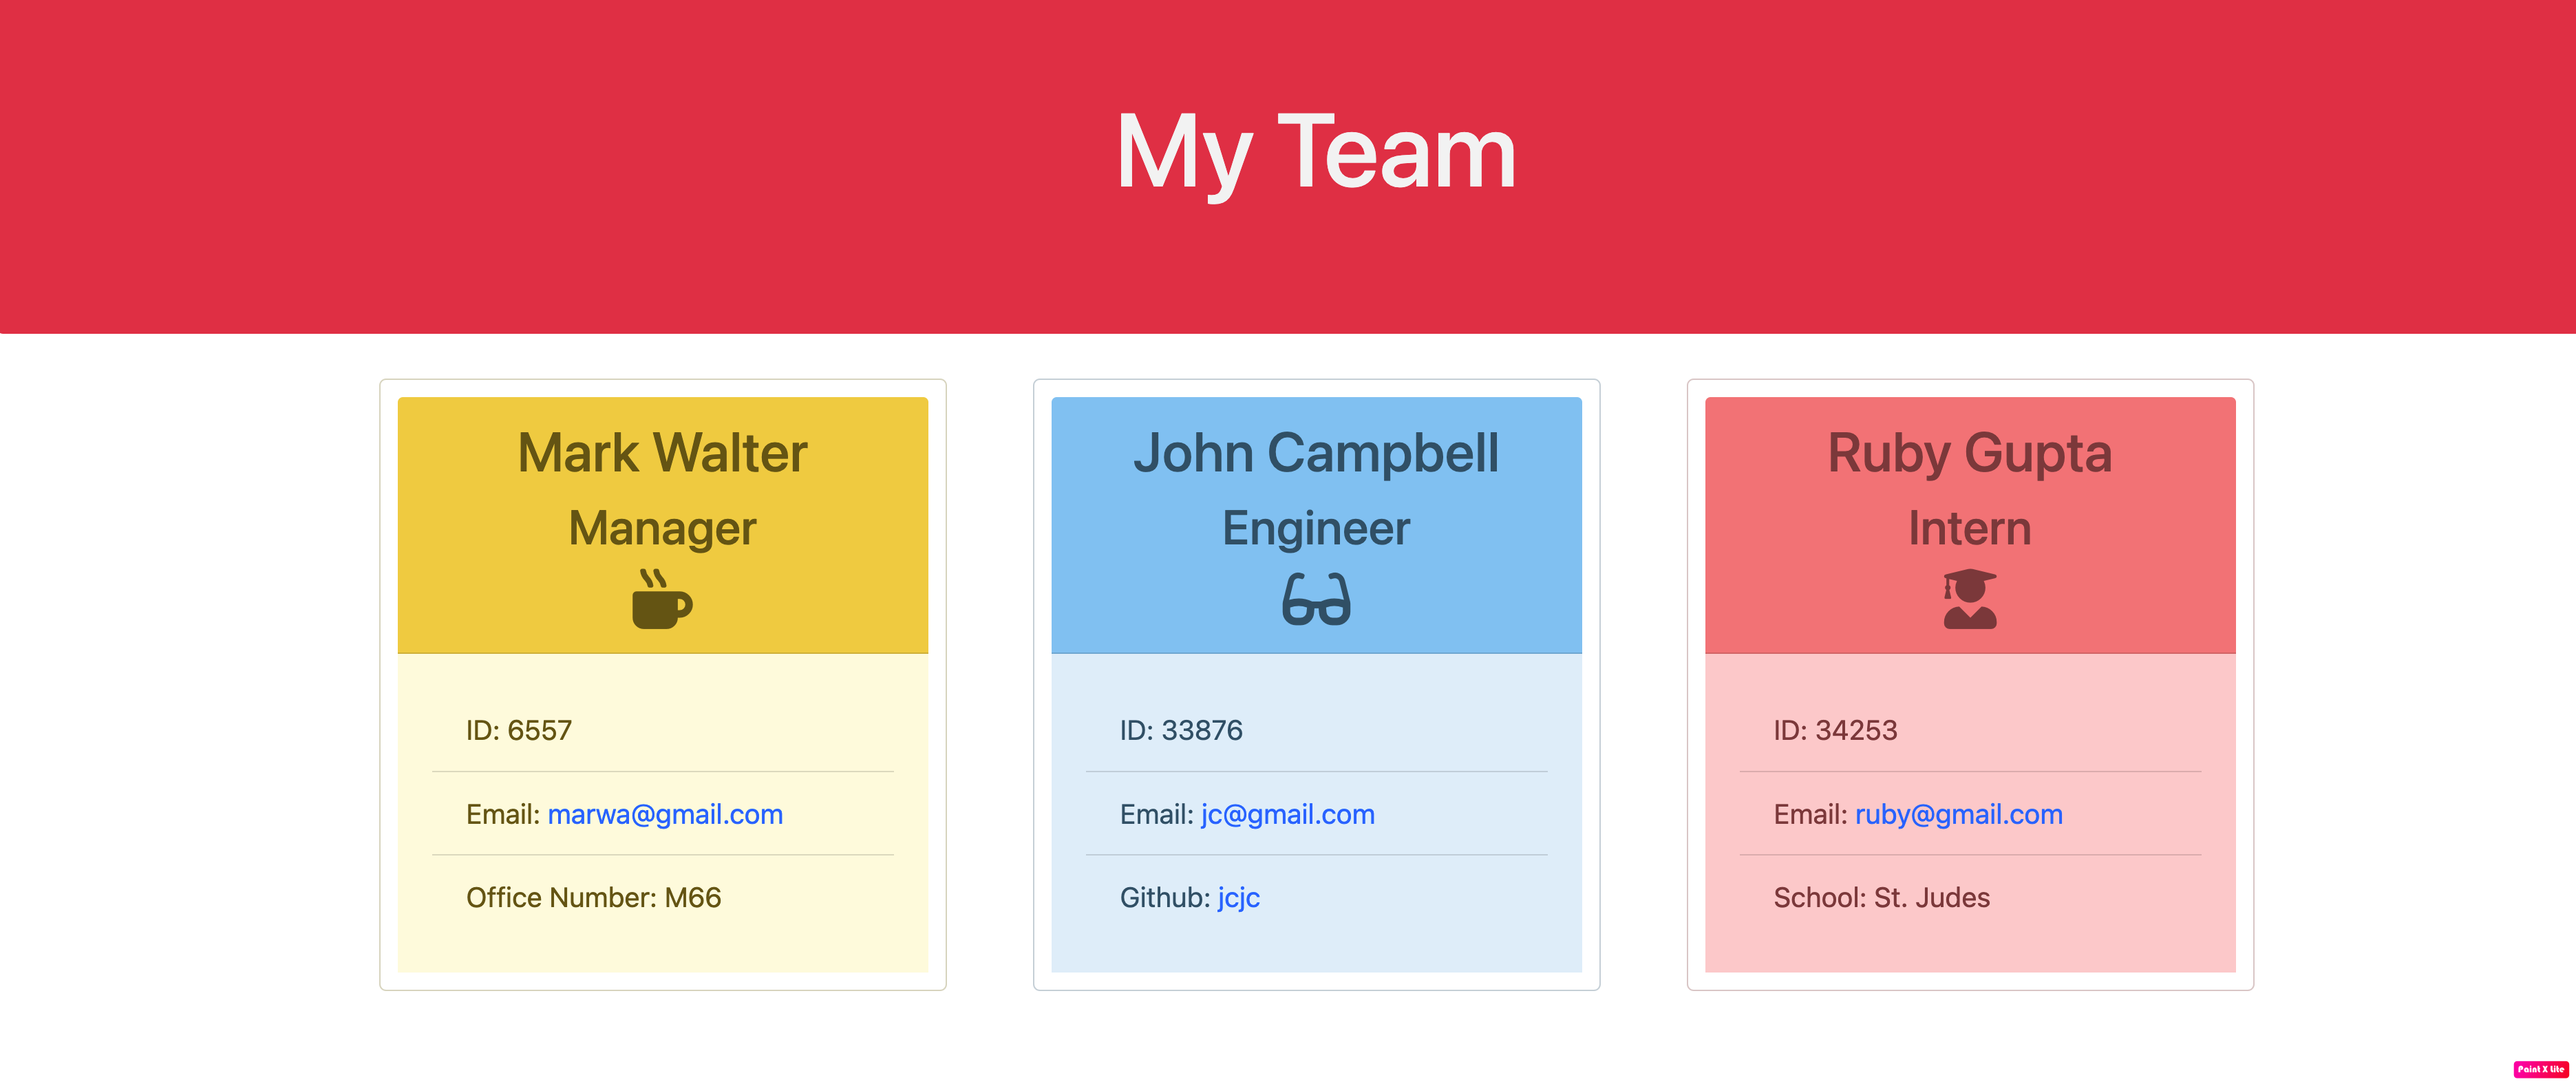 My Team
Mark Walter
Manager
ID: 6557
Email: marwa@gmail.com
Office Number: M66
John Campbell
Engineer
ID: 33876
Email: jc@gmail.com
Github: jcjc
Ruby Gupta
Intern
ID: 34253
Email: ruby@gmail.com
School: St. Judes
Paint X Lite